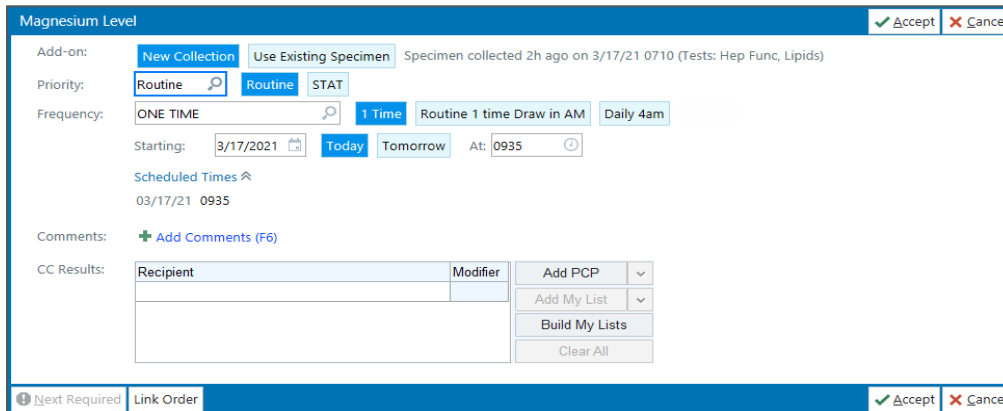 Magnesium Level Accept Cance
Add-on: New Collection Use Existing Specimen Specimen collected 2h ago on 3/17/21 0710 (Tests: Hep Func, Lipids)
Priority: Routine Routine STAT
Frequency: ONE TIME 1 Time Routine 1 time Draw in AM Daily 4am
Starting: 3/17/2021 Today Tomorrow At: 0935
Scheduled Times
03/17/21 0935
Comments: Add Comments (F6)
CC Results: Recipient Modifier Add PCP
Add My List
Build My Lists
Clear All
Next Required Link Order Accept Cance